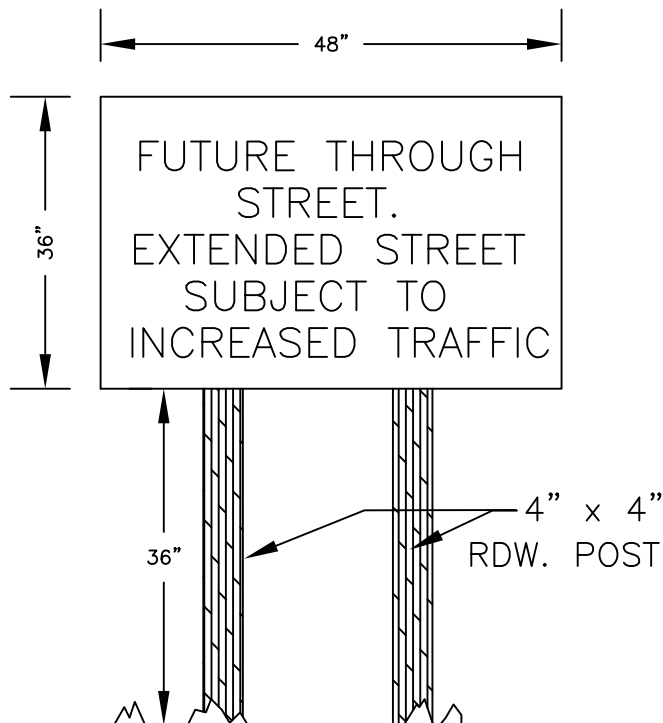 48”
36”
FUTURE THROUGH
STREET.
EXTENDED STREET
SUBJECT TO
INCREASED TRAFFIC
36”
4” x 4”
RDW. POST